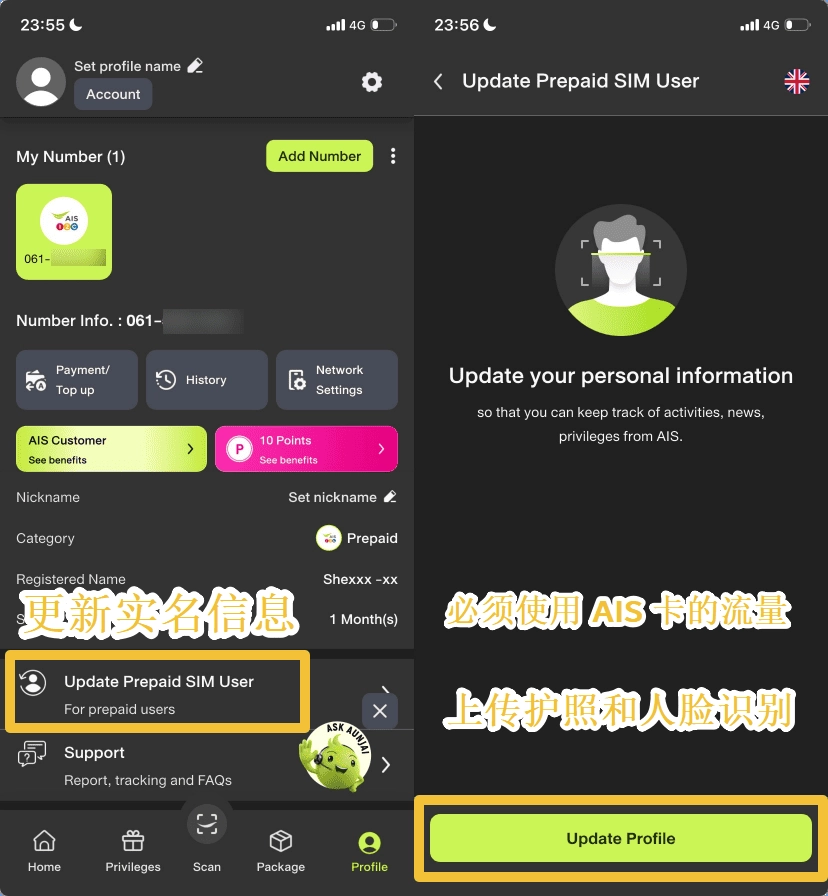 23:55
4G
Set profile name
Account
My Number (1)
Add Number
AIS
12C
061-
Number Info. : 061-
Payment/
Top up
History
Network
Settings
AIS Customer
See benefits
P
10 Points
See benefits
Nickname
Set nickname
Category
Prepaid
Registered Name
Shexxx -xx
更新实名信息
1 Month(s)
Update Prepaid SIM User
For prepaid users
ASK AUNJAI
Support
Report, tracking and FAQs
Home
Privileges
Scan
Package
Profile
23:56
4G
Update Prepaid SIM User
Update your personal information
so that you can keep track of activities, news,
privileges from AIS.
必须使用 AIS 卡的流量
上传护照和人脸识别
Update Profile